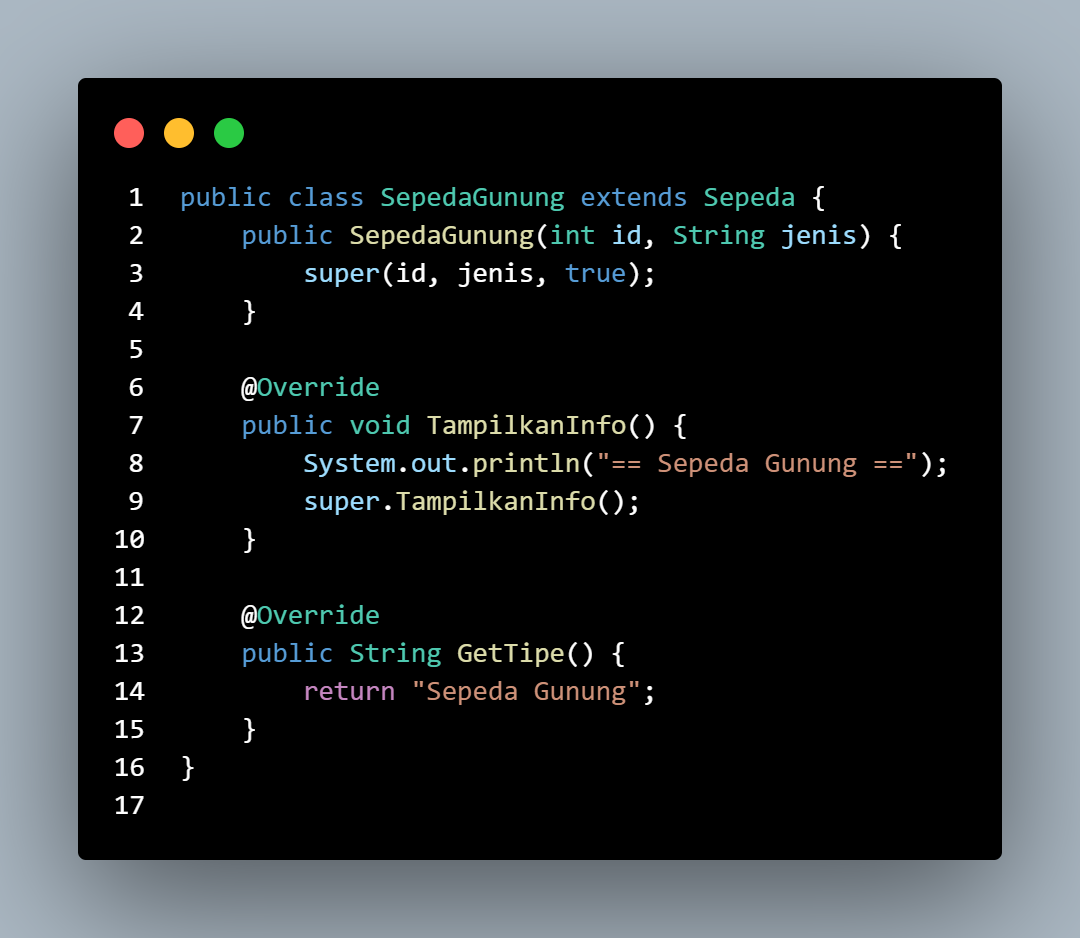 1 public class SepedaGunung extends Sepeda {
2     public SepedaGunung(int id, String jenis) {
3         super(id, jenis, true);
4     }
5
6     @Override
7     public void TampilkanInfo() {
8         System.out.println("== Sepeda Gunung ==");
9         super.TampilkanInfo();
10     }
11
12     @Override
13     public String GetTipe() {
14         return "Sepeda Gunung";
15     }
16 }
17